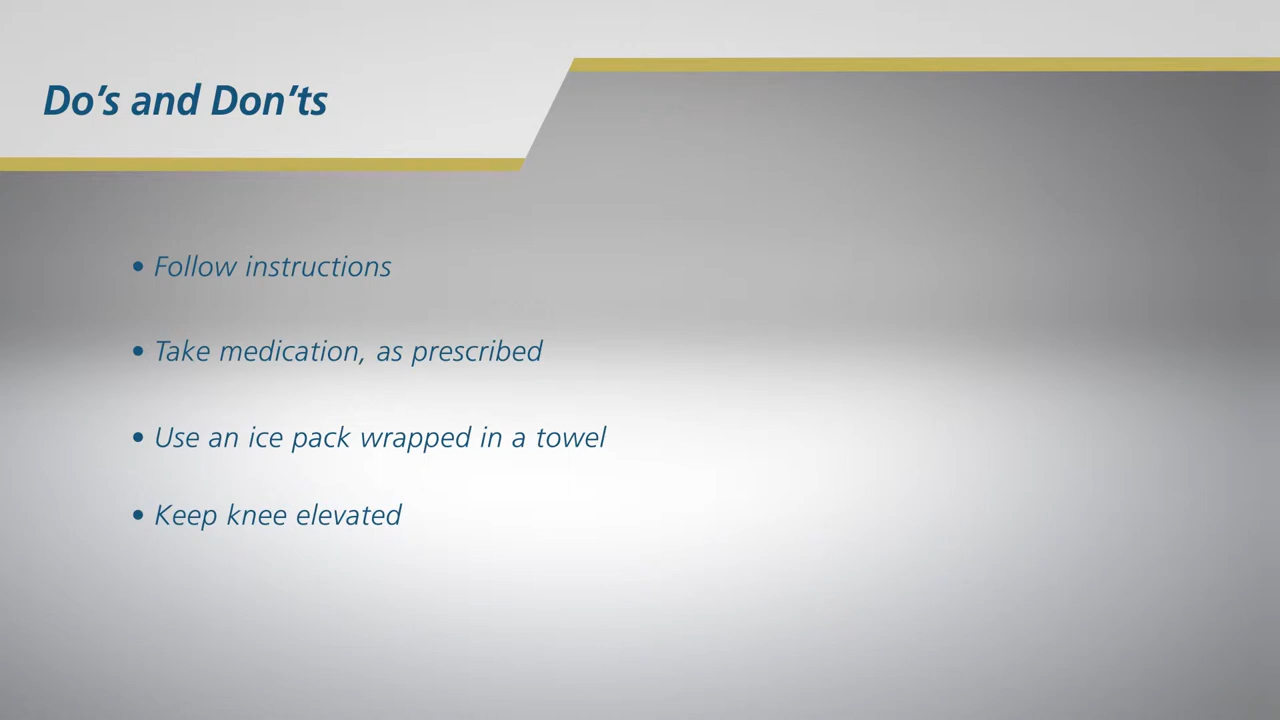 Do’s and Don’ts
• Follow instructions
• Take medication, as prescribed
• Use an ice pack wrapped in a towel
• Keep knee elevated